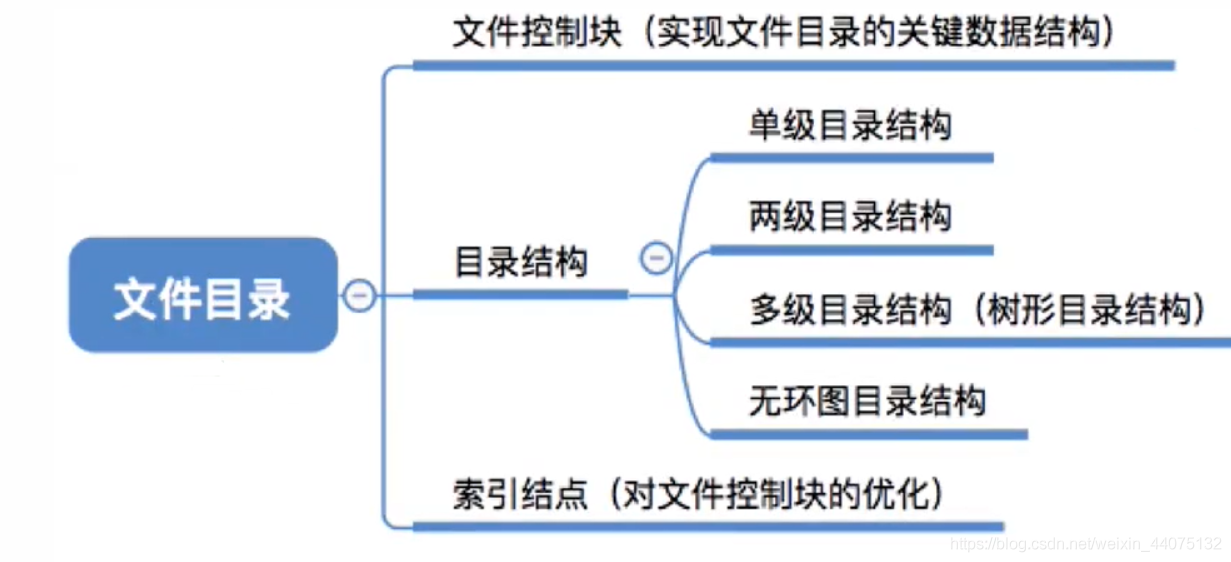 文件控制块（实现文件目录的关键数据结构）
单级目录结构
两级目录结构
目录结构
文件目录
多级目录结构（树形目录结构）
无环图目录结构
索引结点（对文件控制块的优化）
https://blog.csdn.net/weixin_44075132